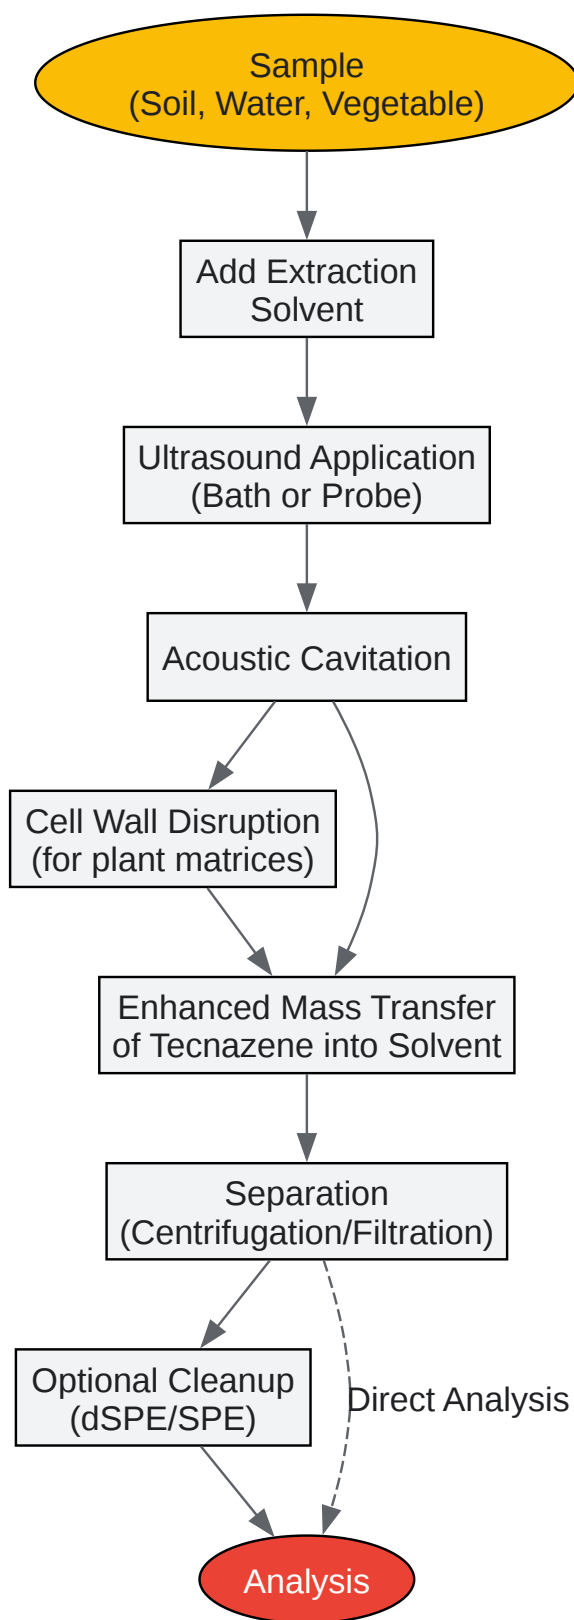 Sample
(Soil, Water, Vegetable)
Add Extraction
Solvent
Ultrasound Application
(Bath or Probe)
Acoustic Cavitation
Cell Wall Disruption
(for plant matrices)
Enhanced Mass Transfer
of Tecnazene into Solvent
Separation
(Centrifugation/Filtration)
Optional Cleanup
(dSPE/SPE)
Direct Analysis
Analysis